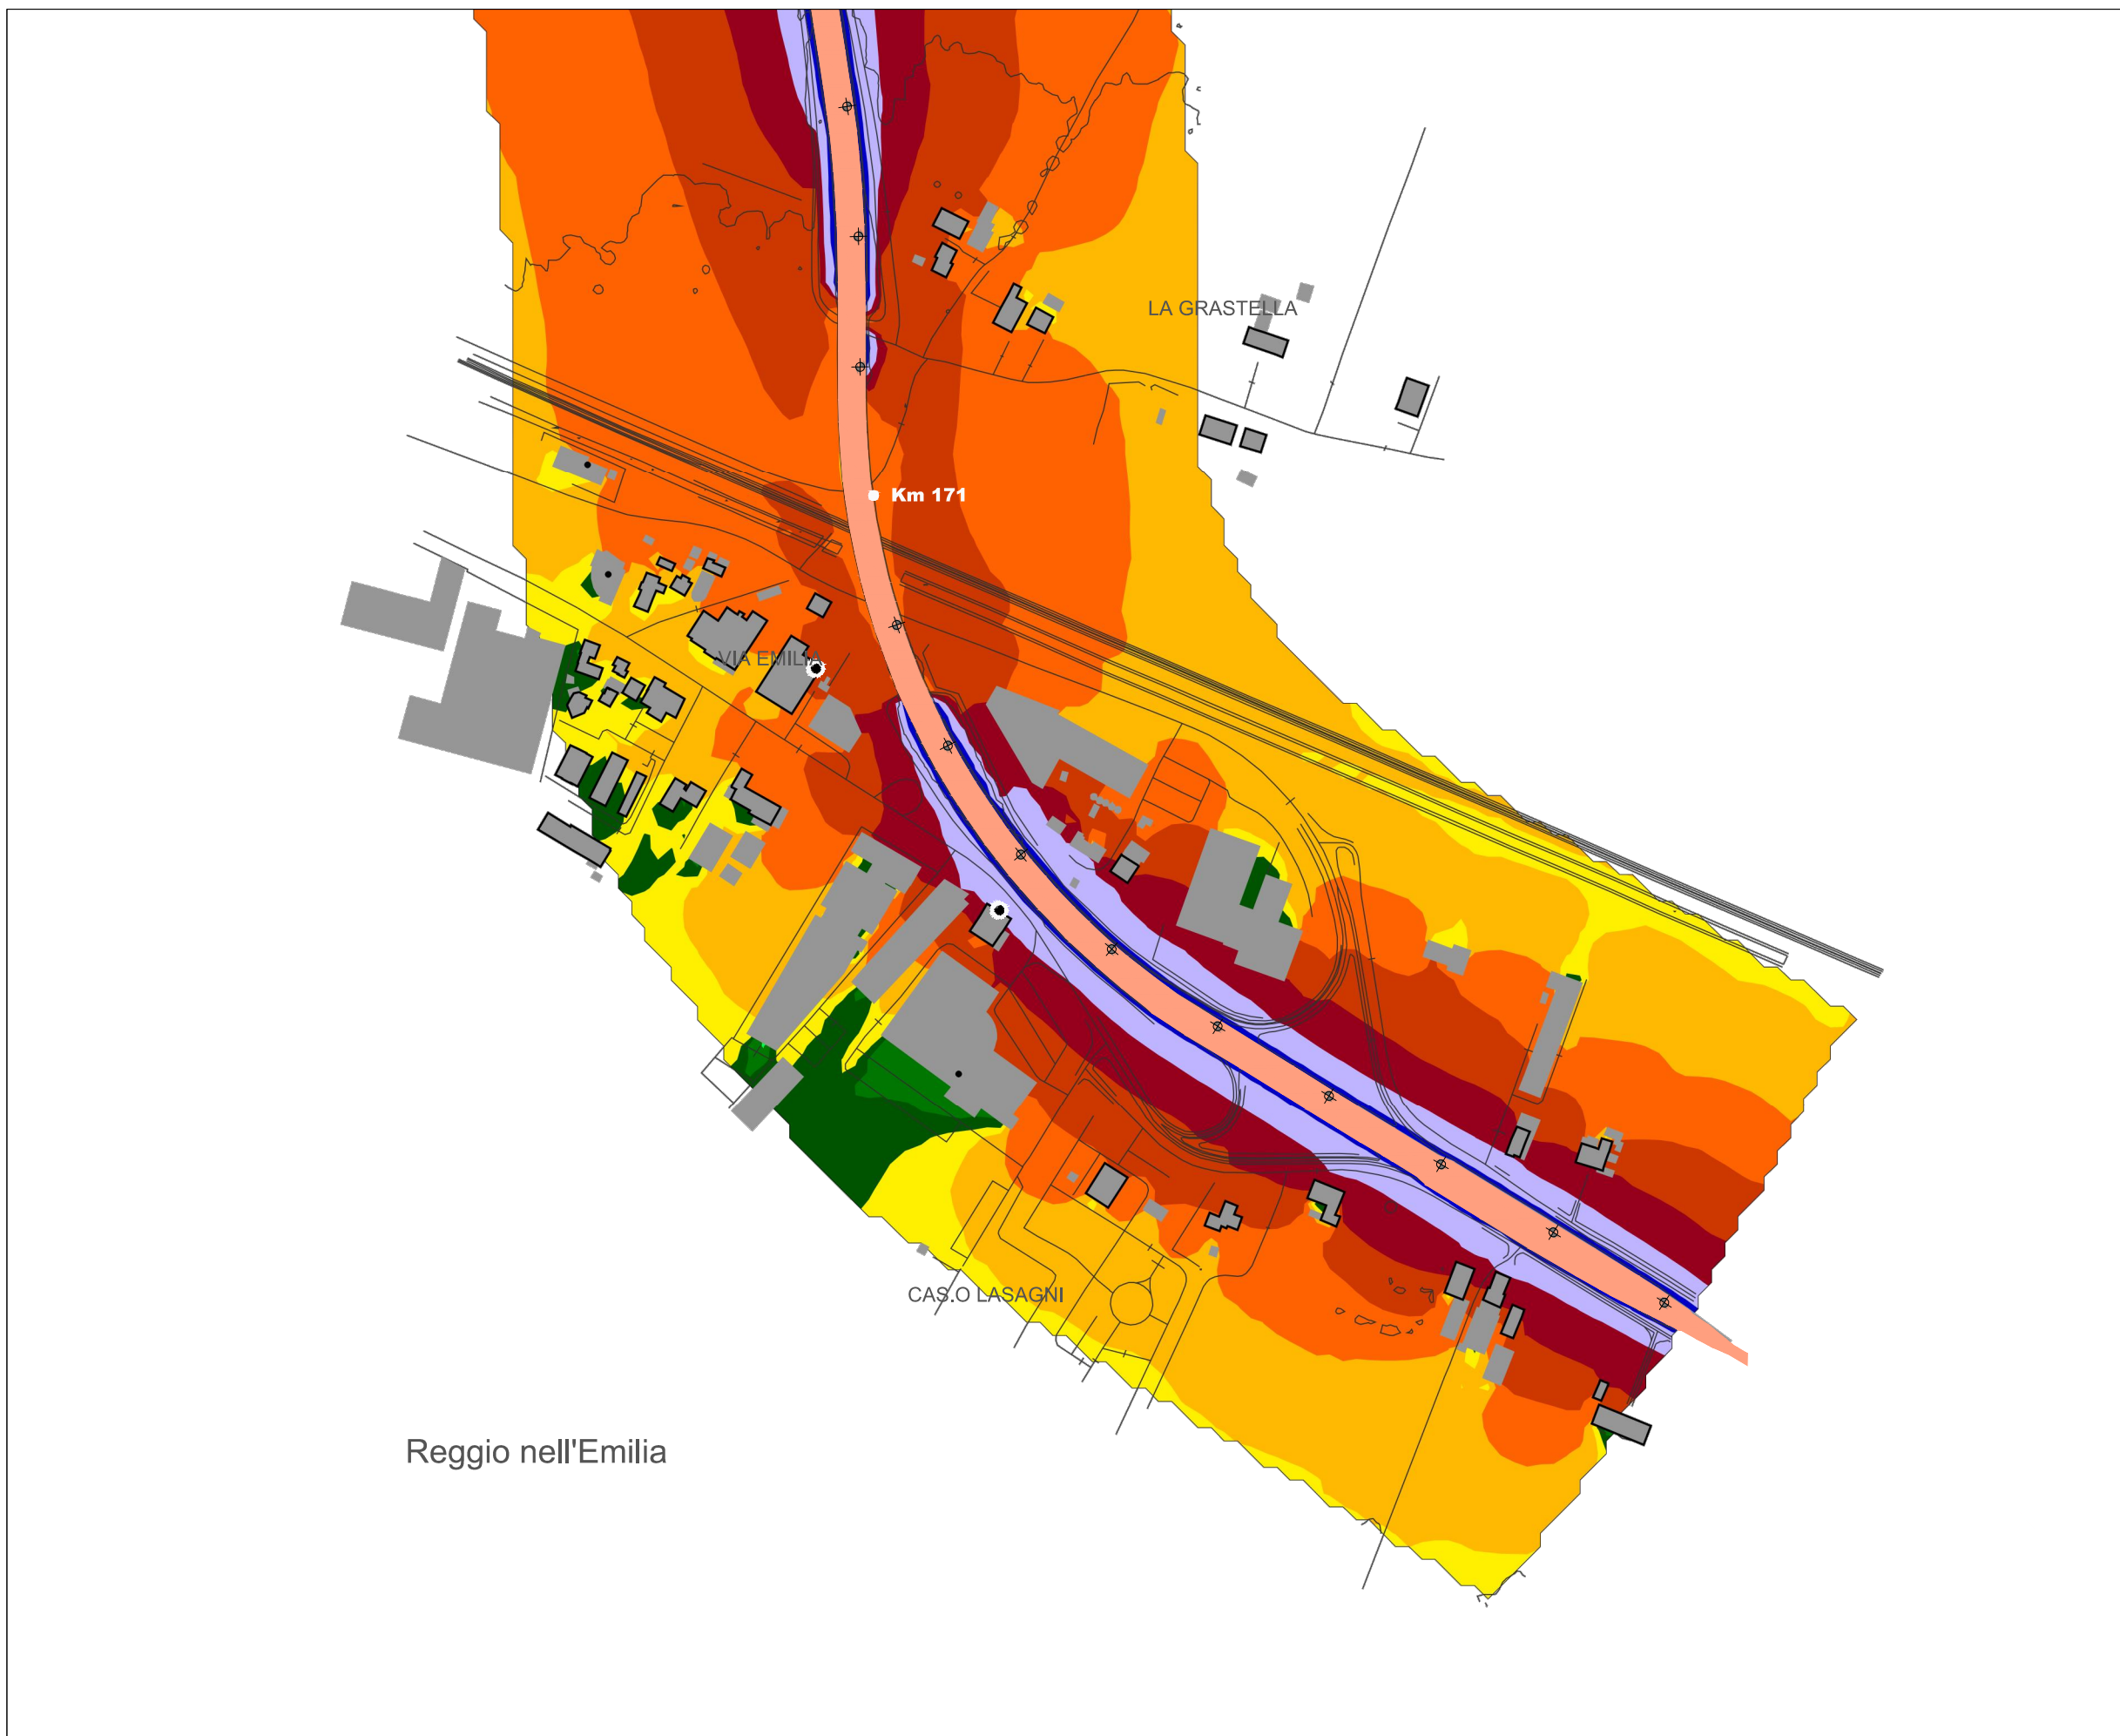 LA GRASTELLA
Km 171
VIA EMILIA
CAS.O LASAGNI
Reggio nell'Emilia